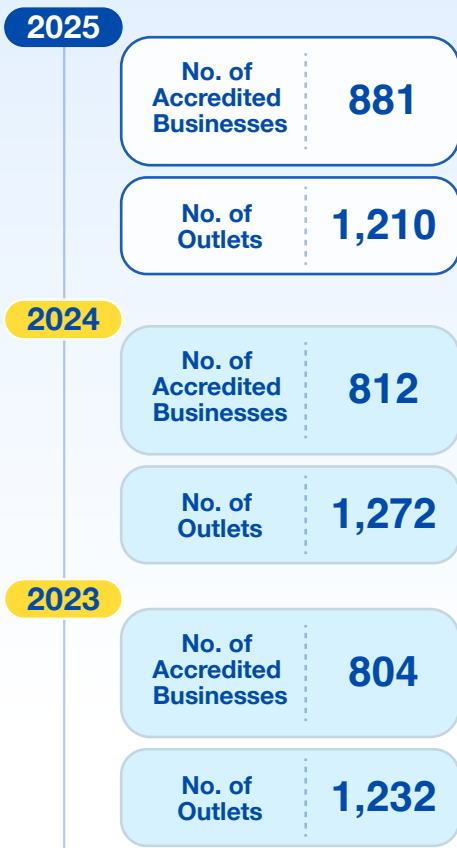 2025
No. of
Accredited
Businesses
881
No. of
Outlets
1,210
2024
No. of
Accredited
Businesses
812
No. of
Outlets
1,272
2023
No. of
Accredited
Businesses
804
No. of
Outlets
1,232